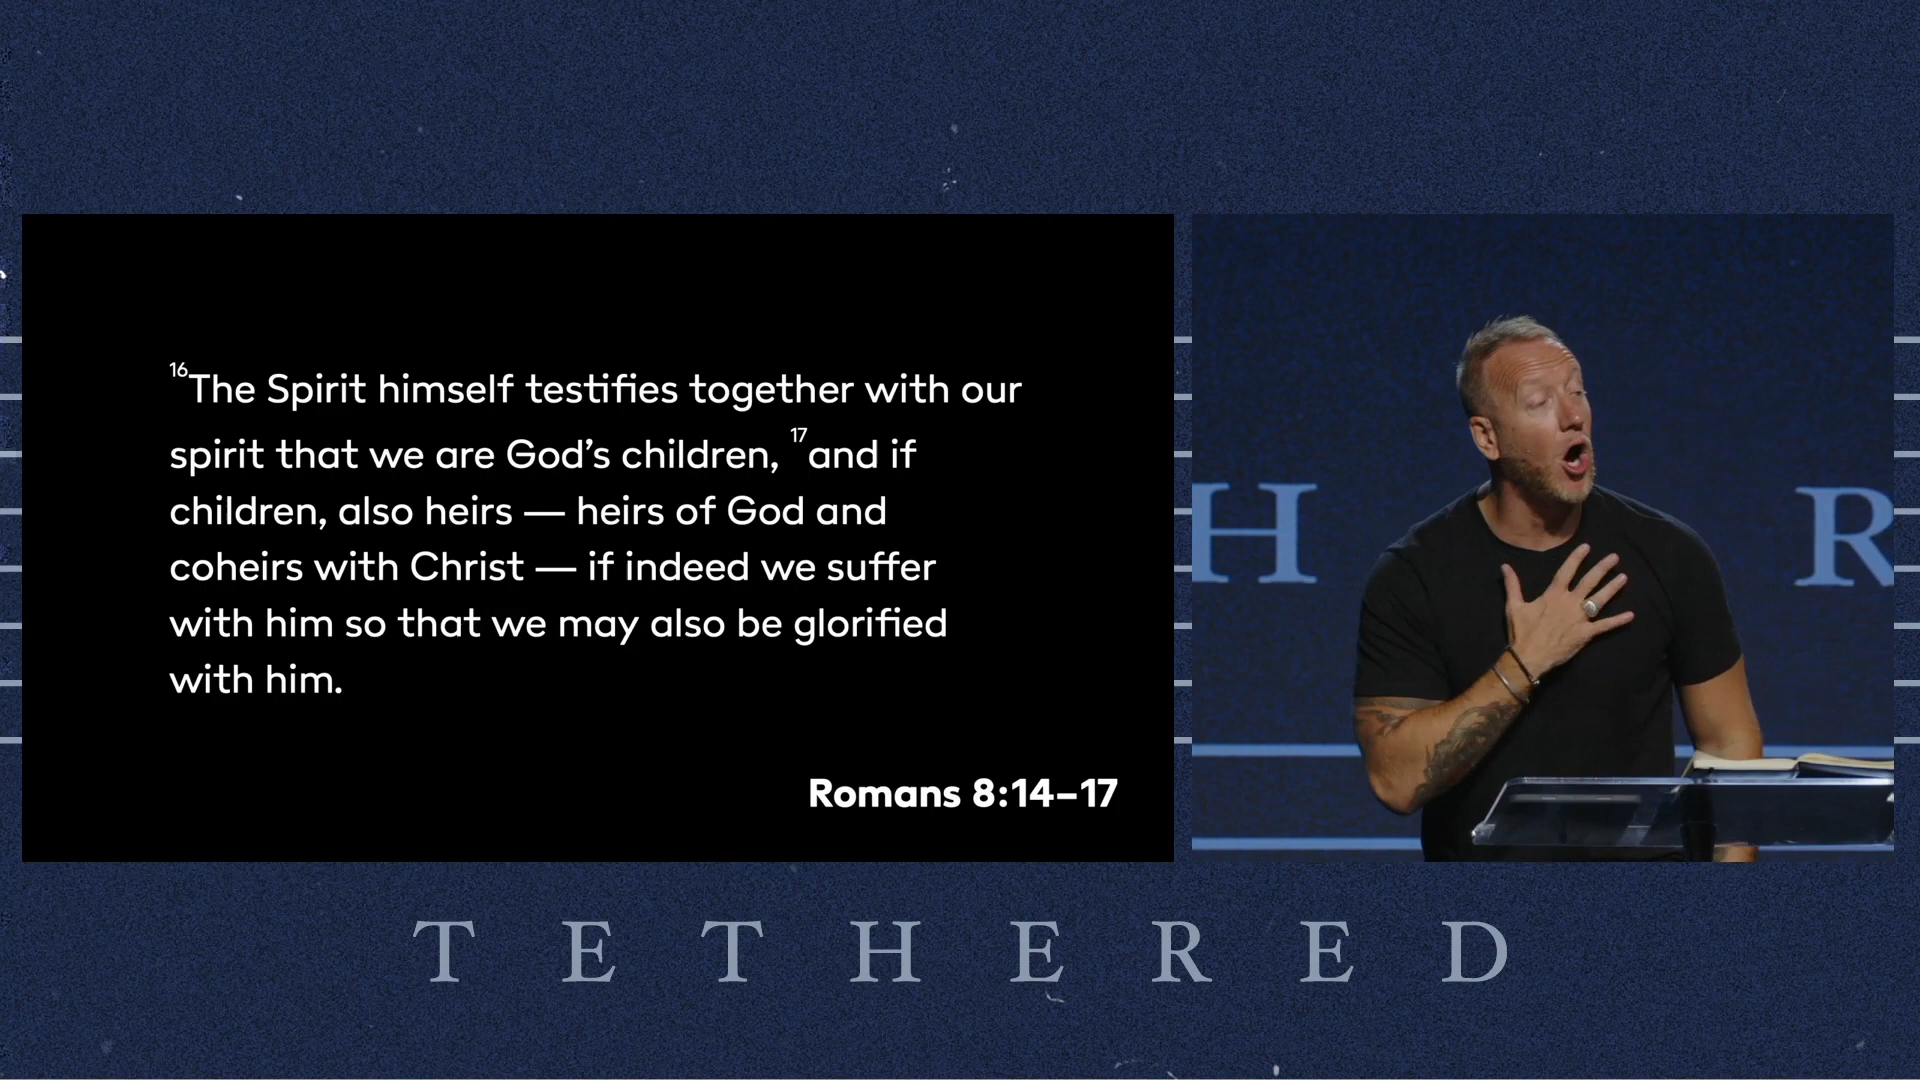 ¹⁶The Spirit himself testifies together with our
spirit that we are God’s children, ¹⁷and if
children, also heirs — heirs of God and
coheirs with Christ — if indeed we suffer
with him so that we may also be glorified
with him.
Romans 8:14–17
H R
TETHERED